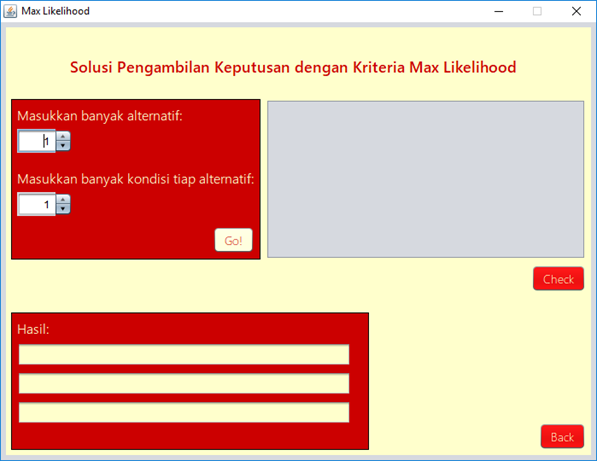 Max Likelihood
Solusi Pengambilan Keputusan dengan Kriteria Max Likelihood
Masukkan banyak alternatif:
1
Masukkan banyak kondisi tiap alternatif:
1
Go!
Check
Hasil:
Back